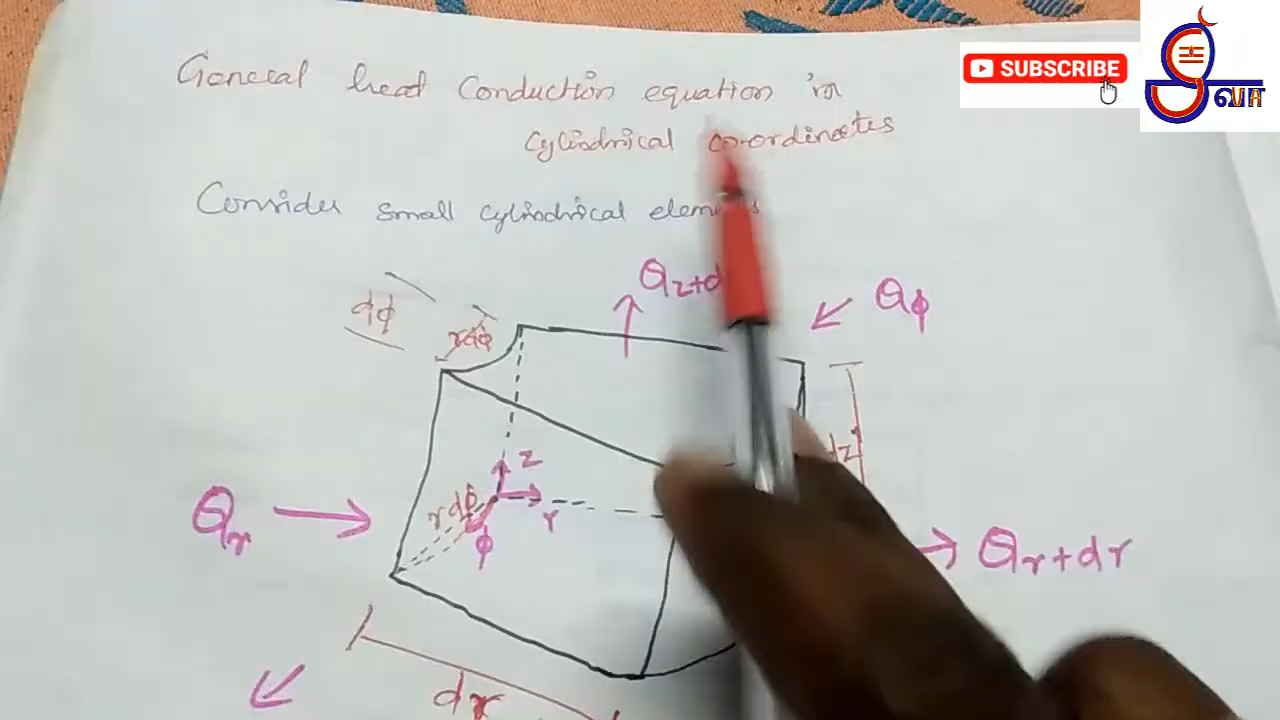 General heat Conduction equation in
SUBSCRIBE
சிவா
VA
cylindrical co-ordinates
Consider small cylindrical
Qz+d
Qϕ
dϕ
rdϕ
dz
z
r
rdϕ
ϕ
Qr
Qr+dr
dr